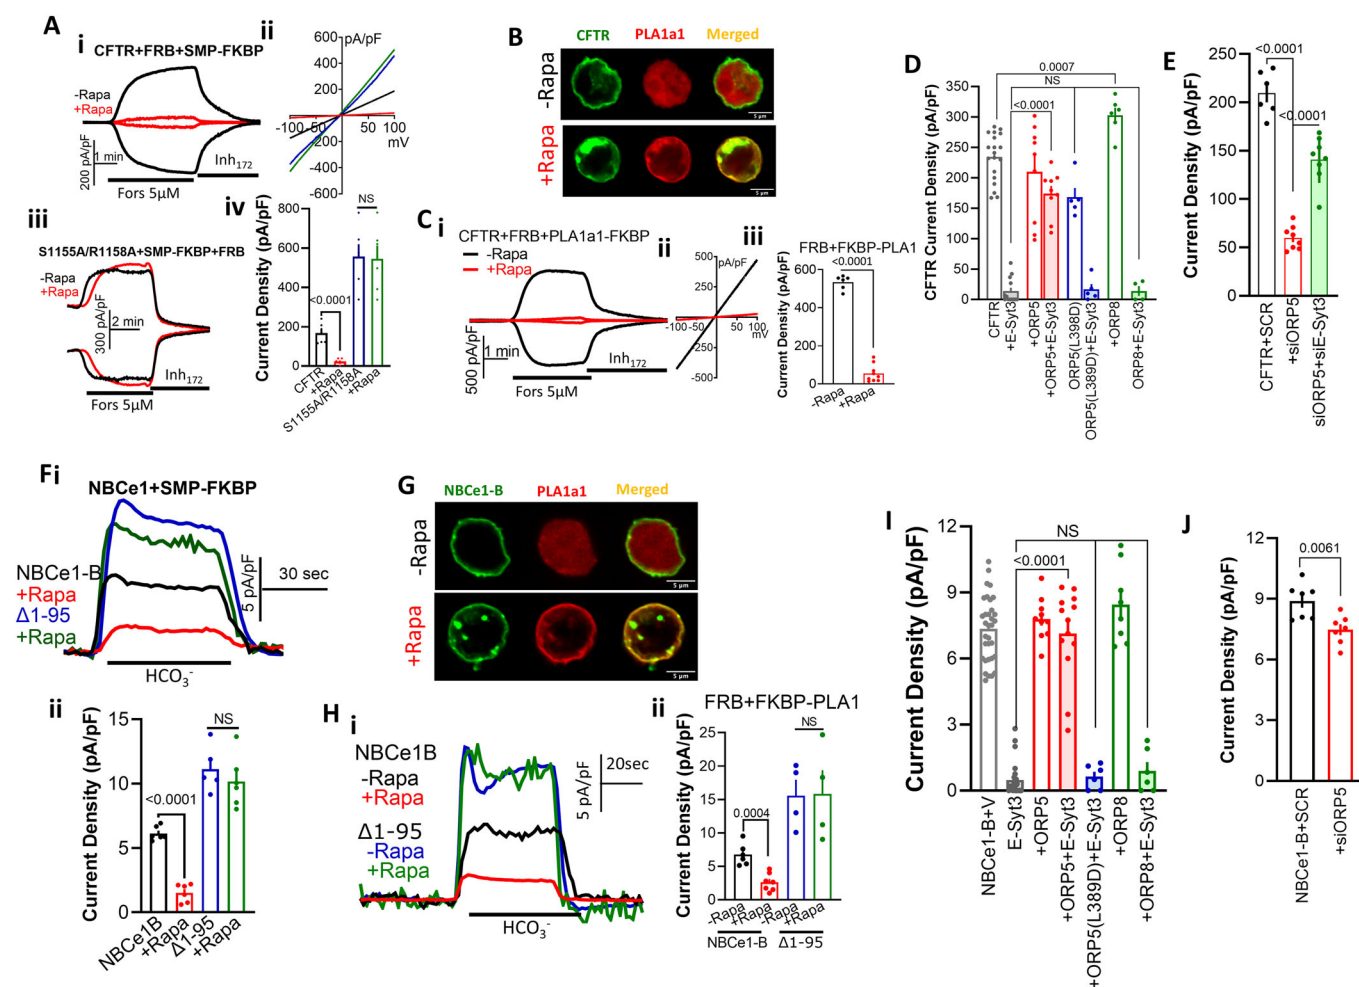 A
i
CFTR+FRB+SMP-FKBP
-Rapa
+Rapa
200 pA/pF
1 min
Inh172
Fors 5µM
ii
pA/pF
600
400
200
-100
-50
50
100
mV
-200
-400
-600
iii
S1155A/R1158A+SMP-FKBP+FRB
-Rapa
+Rapa
300 pA/pF
2 min
Inh172
Fors 5µM
iv
Current Density (pA/pF)
800
600
400
200
0
NS
<0.0001
CFTR
+Rapa
S1155A/R1158A
+Rapa
B
CFTR
PLA1a1
Merged
-Rapa
5 µm
+Rapa
5 µm
C
i
CFTR+FRB+PLA1a1-FKBP
-Rapa
+Rapa
500 pA/pF
1 min
Inh172
Fors 5µM
ii
500
pA/pF
250
-100
-50
50
100
mV
-250
-500
iii
FRB+FKBP-PLA1
Current Density (pA/pF)
600
400
200
0
<0.0001
-Rapa
+Rapa
D
CFTR Current Density (pA/pF)
350
300
250
200
150
100
50
0
0.0007
NS
<0.0001
CFTR
+E-Syt3
+ORP5
+ORP5+E-Syt3
ORP5(L398D)
ORP5(L389D)+E-Syt3
+ORP8
ORP8+E-Syt3
E
Current Density (pA/pF)
250
200
150
100
50
0
<0.0001
<0.0001
CFTR+SCR
+siORP5
siORP5+siE-Syt3
F
i
NBCe1+SMP-FKBP
NBCe1-B
+Rapa
Δ1-95
+Rapa
5 pA/pF
30 sec
HCO3-
ii
Current Density (pA/pF)
15
10
5
0
NS
<0.0001
NBCe1B
+Rapa
Δ1-95
+Rapa
G
NBCe1-B
PLA1a1
Merged
-Rapa
5 µm
+Rapa
5 µm
H
i
NBCe1B
-Rapa
+Rapa
Δ1-95
-Rapa
+Rapa
5 pA/pF
20sec
HCO3-
ii
FRB+FKBP-PLA1
Current Density (pA/pF)
25
20
15
10
5
0
NS
0.0004
-Rapa
+Rapa
-Rapa
+Rapa
NBCe1-B
Δ1-95
I
Current Density (pA/pF)
12
9
6
3
0
NS
<0.0001
NBCe1-B+V
E-Syt3
+ORP5
+ORP5+E-Syt3
+ORP5(L389D)+E-Syt3
+ORP8
+ORP8+E-Syt3
J
Current Density (pA/pF)
12
9
6
3
0
0.0061
NBCe1-B+SCR
+siORP5